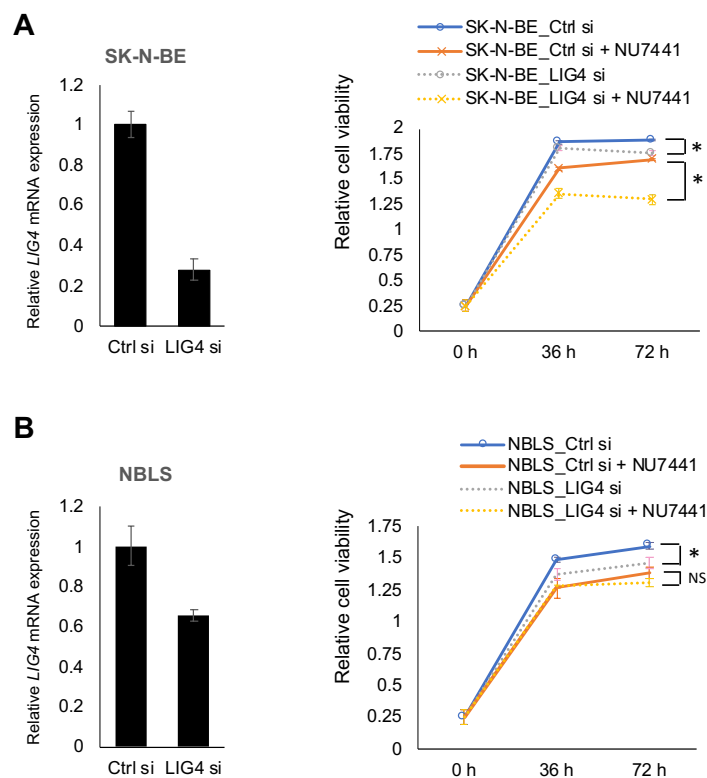 A
SK-N-BE
Relative LIG4 mRNA expression
1.2
1
0.8
0.6
0.4
0.2
0
Ctrl si LIG4 si
SK-N-BE_Ctrl si
SK-N-BE_Ctrl si + NU7441
SK-N-BE_LIG4 si
SK-N-BE_LIG4 si + NU7441
Relative cell viability
2
1.75
1.5
1.25
1
0.75
0.5
0.25
0
0 h 36 h 72 h
*
*
B
NBLS
Relative LIG4 mRNA expression
1.2
1
0.8
0.6
0.4
0.2
0
Ctrl si LIG4 si
NBLS_Ctrl si
NBLS_Ctrl si + NU7441
NBLS_LIG4 si
NBLS_LIG4 si + NU7441
Relative cell viability
1.75
1.5
1.25
1
0.75
0.5
0.25
0
0 h 36 h 72 h
*
NS